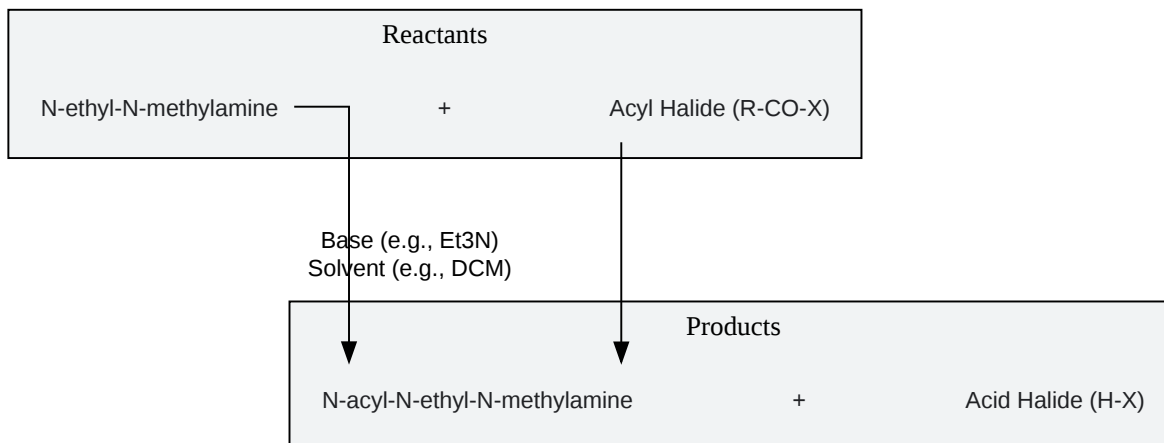 Reactants
N-ethyl-N-methylamine + Acyl Halide (R-CO-X)
Base (e.g., Et3N)
Solvent (e.g., DCM)
Products
N-acyl-N-ethyl-N-methylamine + Acid Halide (H-X)